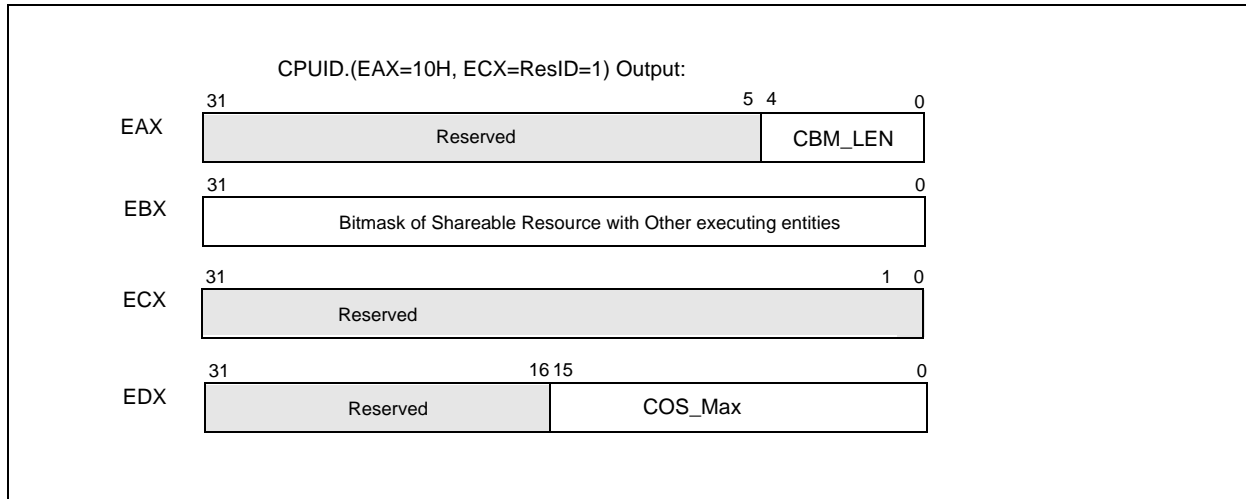 CPUID.(EAX=10H, ECX=ResID=1) Output:
31 5 4 0
EAX Reserved CBM_LEN
31 0
EBX Bitmask of Shareable Resource with Other executing entities
31 1 0
ECX Reserved
31 16 15 0
EDX Reserved COS_Max